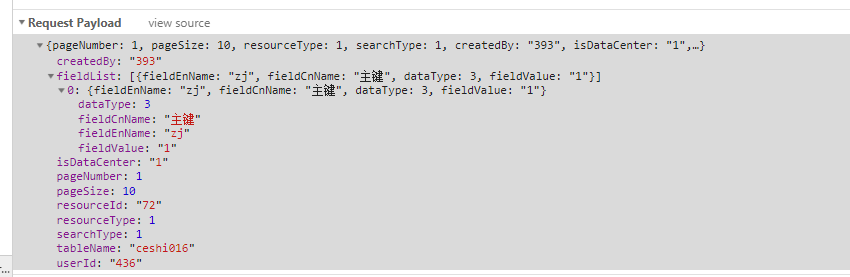 Request Payload view source
{pageNumber: 1, pageSize: 10, resourceType: 1, searchType: 1, createdBy: "393", isDataCenter: "1",…}
createdBy: "393"
fieldList: [{fieldEnName: "zj", fieldCnName: "主键", dataType: 3, fieldValue: "1"}]
0: {fieldEnName: "zj", fieldCnName: "主键", dataType: 3, fieldValue: "1"}
dataType: 3
fieldCnName: "主键"
fieldEnName: "zj"
fieldValue: "1"
isDataCenter: "1"
pageNumber: 1
pageSize: 10
resourceId: "72"
resourceType: 1
searchType: 1
tableName: "ceshi016"
userId: "436"